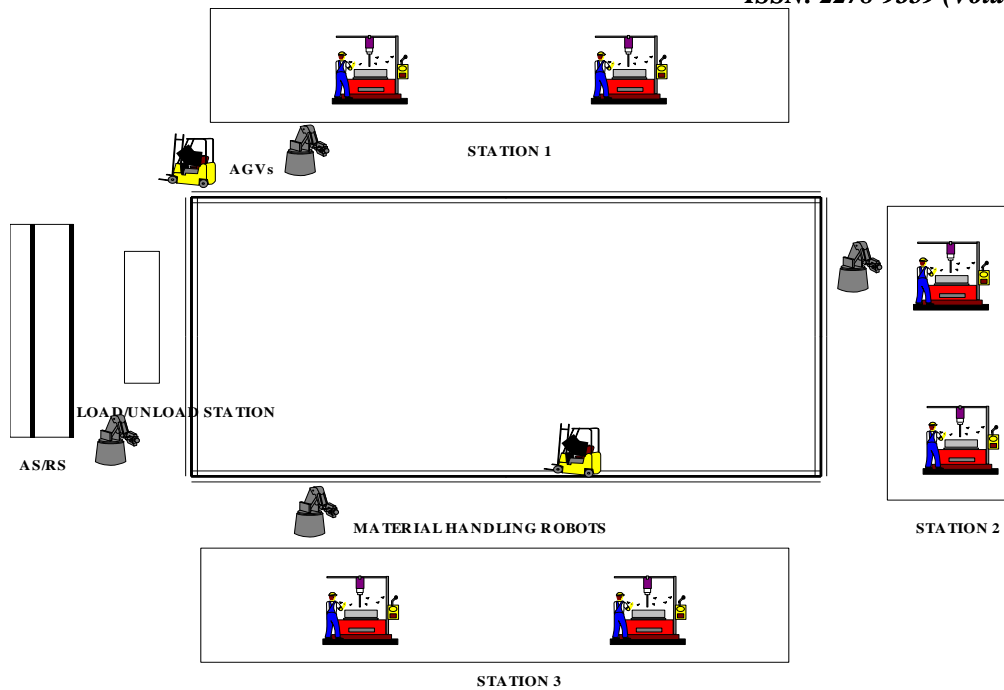 STATION 1
AGVs
LOAD/UNLOAD STATION
AS/RS
MATERIAL HANDLING ROBOTS
STATION 2
STATION 3